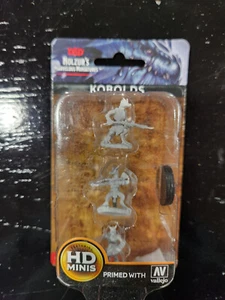 D&D
NOLZUR'S
KOBOLDS
HD
MINIS
PRIMED WITH
AV
vallejo